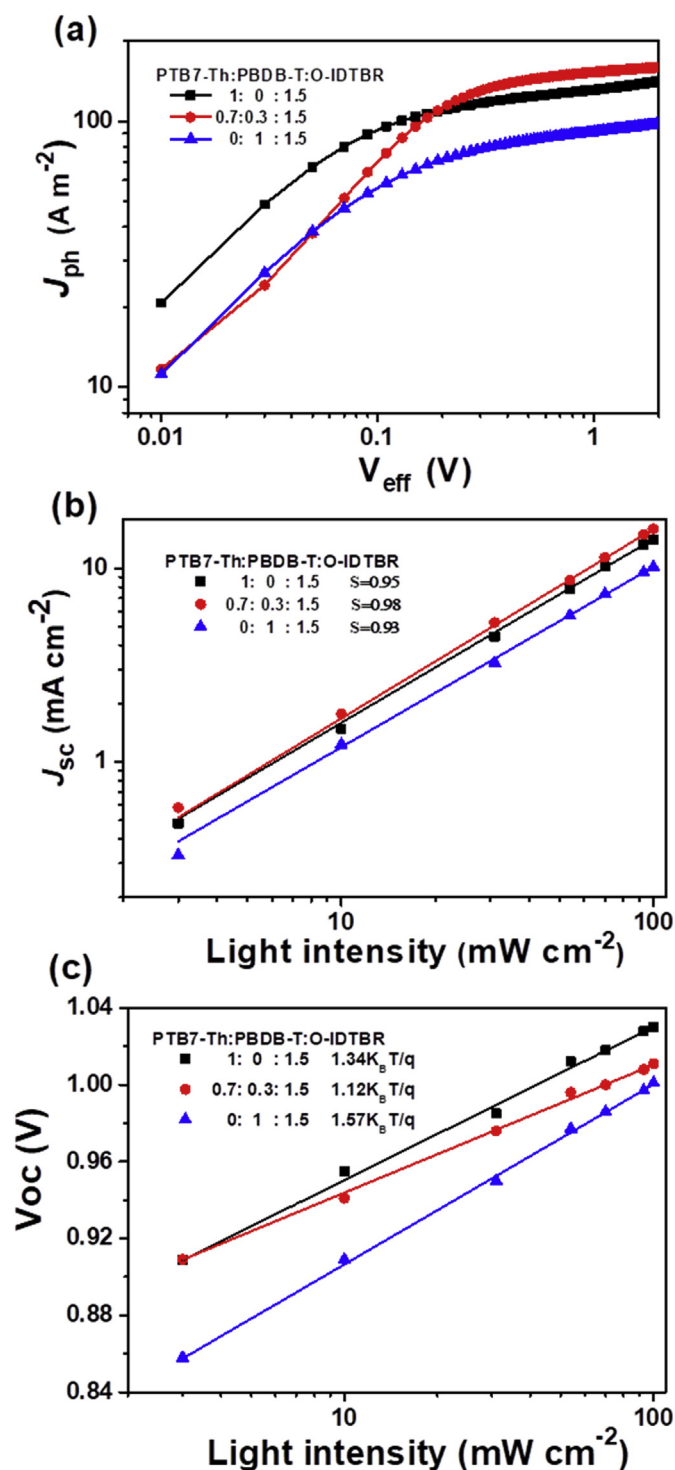 (a)
PTB7-Th:PBDB-T:O-IDTBR
1: 0 : 1.5
0.7: 0.3: 1.5
0: 1 : 1.5
100
10
J_ph (A m^-2)
0.01 0.1 1
V_eff (V)
(b)
PTB7-Th:PBDB-T:O-IDTBR
1: 0 : 1.5 S=0.95
0.7: 0.3: 1.5 S=0.98
0: 1 : 1.5 S=0.93
10
1
J_sc (mA cm^-2)
10 100
Light intensity (mW cm^-2)
(c)
PTB7-Th:PBDB-T:O-IDTBR
1: 0 : 1.5 1.34K_BT/q
0.7: 0.3: 1.5 1.12K_BT/q
0: 1 : 1.5 1.57K_BT/q
1.04
1.00
0.96
0.92
0.88
0.84
Voc (V)
10 100
Light intensity (mW cm^-2)